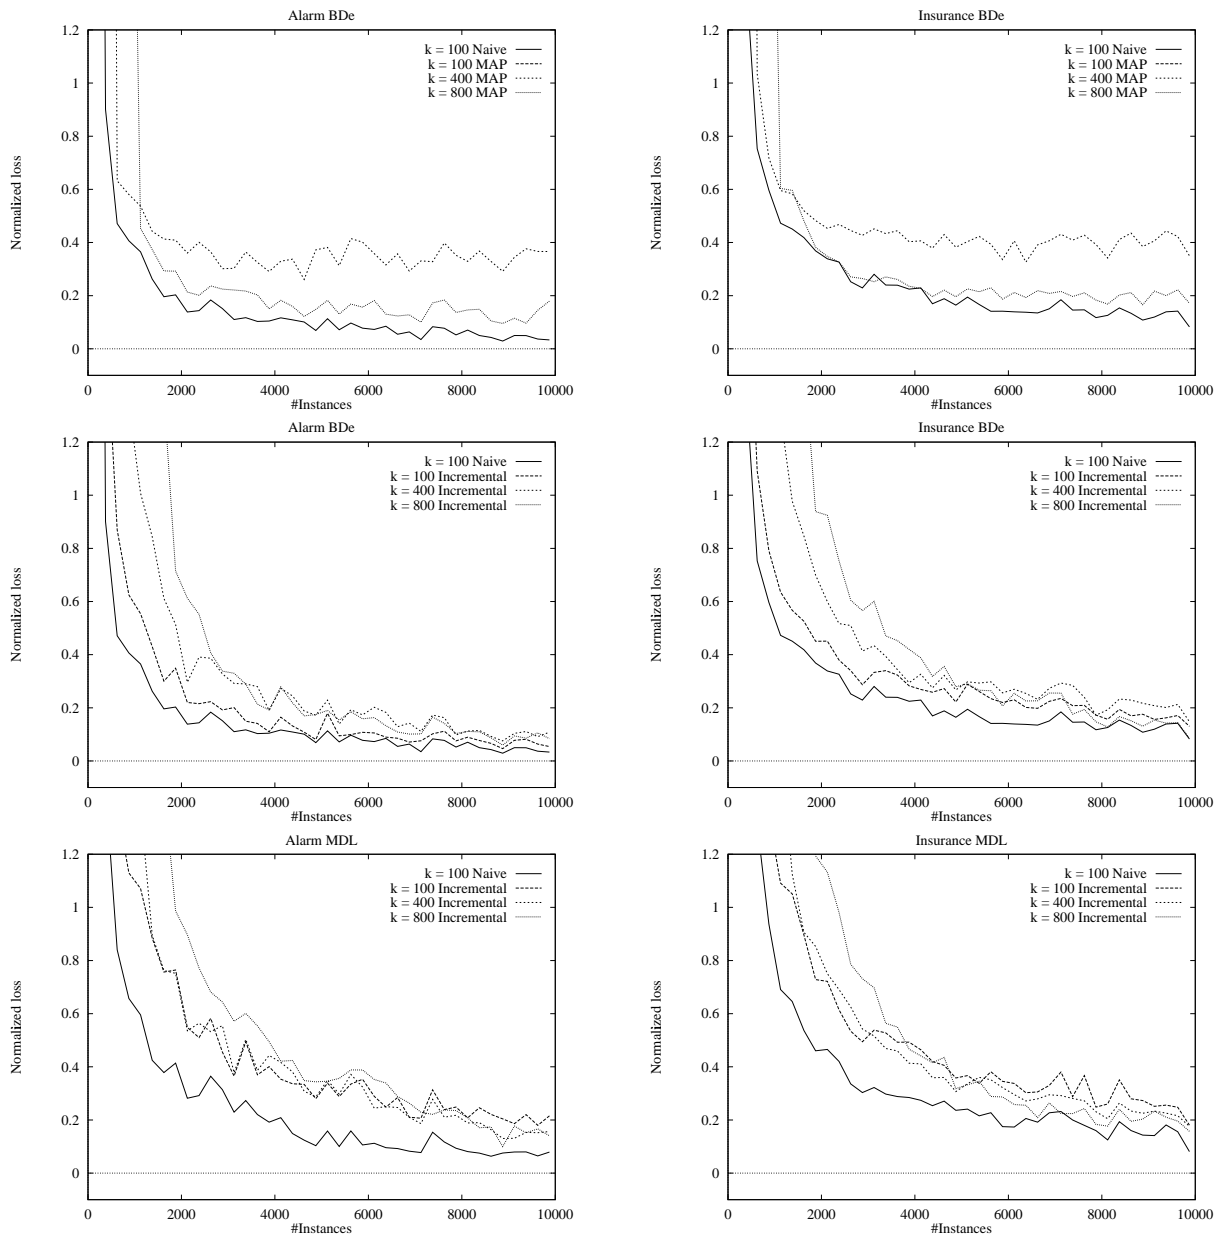 Alarm BDe
1.2
1
0.8
0.6
0.4
0.2
0
Normalized loss
k = 100 Naive
k = 100 MAP
k = 400 MAP
k = 800 MAP
0 2000 4000 6000 8000 10000
#Instances
Insurance BDe
1.2
1
0.8
0.6
0.4
0.2
0
Normalized loss
k = 100 Naive
k = 100 MAP
k = 400 MAP
k = 800 MAP
0 2000 4000 6000 8000 10000
#Instances
Alarm BDe
1.2
1
0.8
0.6
0.4
0.2
0
Normalized loss
k = 100 Naive
k = 100 Incremental
k = 400 Incremental
k = 800 Incremental
0 2000 4000 6000 8000 10000
#Instances
Insurance BDe
1.2
1
0.8
0.6
0.4
0.2
0
Normalized loss
k = 100 Naive
k = 100 Incremental
k = 400 Incremental
k = 800 Incremental
0 2000 4000 6000 8000 10000
#Instances
Alarm MDL
1.2
1
0.8
0.6
0.4
0.2
0
Normalized loss
k = 100 Naive
k = 100 Incremental
k = 400 Incremental
k = 800 Incremental
0 2000 4000 6000 8000 10000
#Instances
Insurance MDL
1.2
1
0.8
0.6
0.4
0.2
0
Normalized loss
k = 100 Naive
k = 100 Incremental
k = 400 Incremental
k = 800 Incremental
0 2000 4000 6000 8000 10000
#Instances